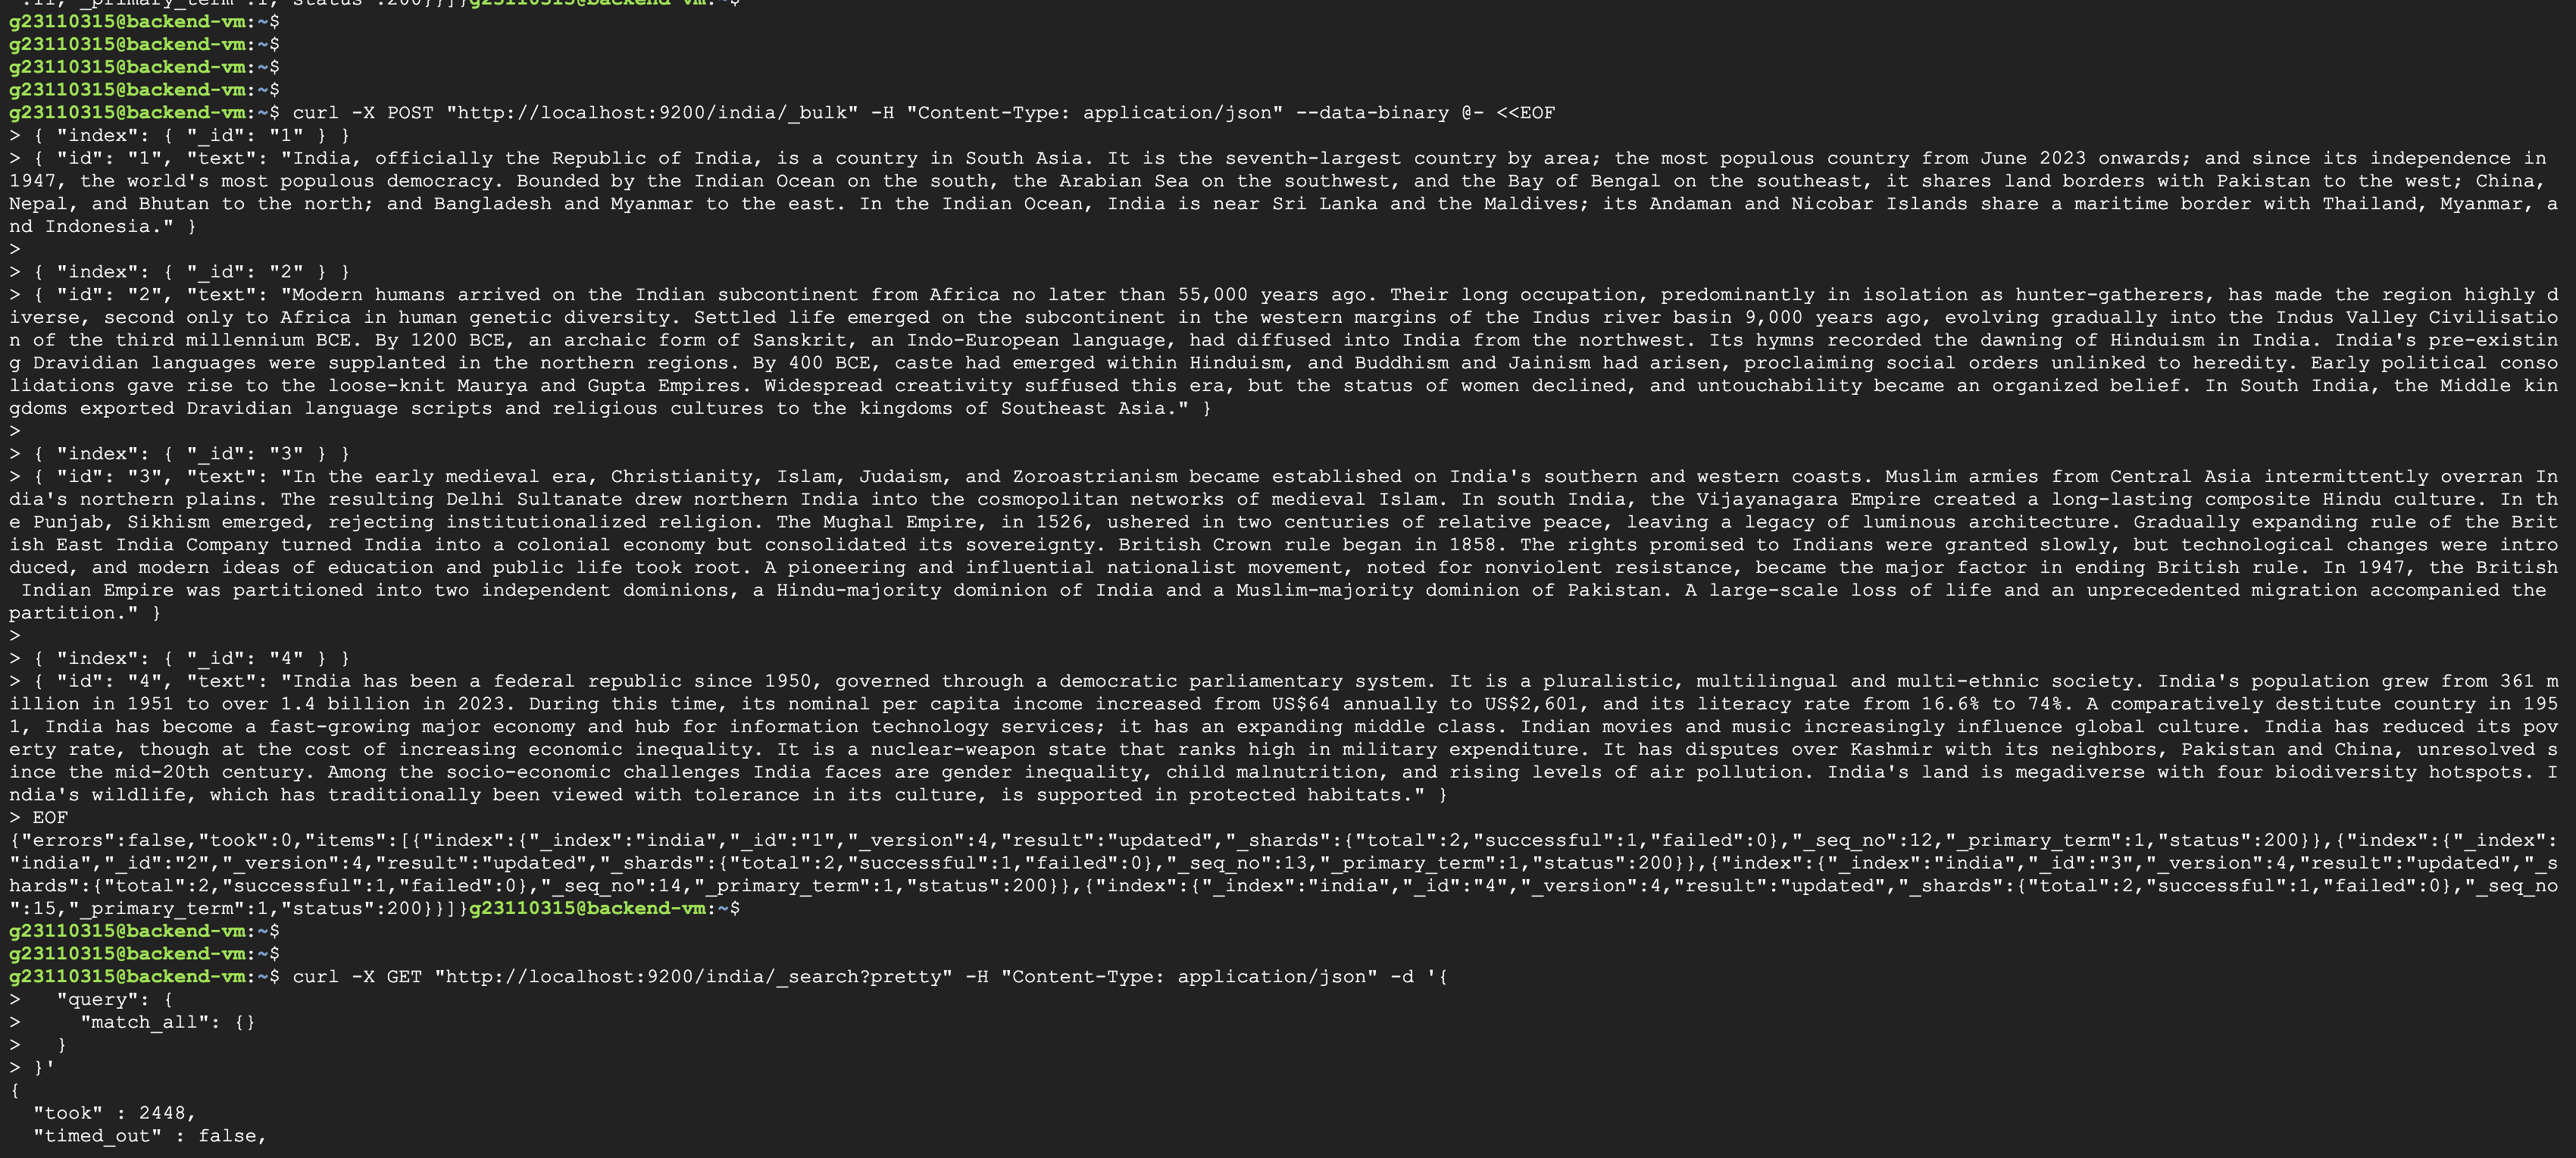 :11,"_primary_term":1,"status":200}}]}g23110315@backend-vm:~$
g23110315@backend-vm:~$
g23110315@backend-vm:~$
g23110315@backend-vm:~$
g23110315@backend-vm:~$
g23110315@backend-vm:~$ curl -X POST "http://localhost:9200/india/_bulk" -H "Content-Type: application/json" --data-binary @- <<EOF
> { "index": { "_id": "1" } }
> { "id": "1", "text": "India, officially the Republic of India, is a country in South Asia. It is the seventh-largest country by area; the most populous country from June 2023 onwards; and since its independence in
1947, the world's most populous democracy. Bounded by the Indian Ocean on the south, the Arabian Sea on the southwest, and the Bay of Bengal on the southeast, it shares land borders with Pakistan to the west; China,
Nepal, and Bhutan to the north; and Bangladesh and Myanmar to the east. In the Indian Ocean, India is near Sri Lanka and the Maldives; its Andaman and Nicobar Islands share a maritime border with Thailand, Myanmar, a
nd Indonesia." }
>
> { "index": { "_id": "2" } }
> { "id": "2", "text": "Modern humans arrived on the Indian subcontinent from Africa no later than 55,000 years ago. Their long occupation, predominantly in isolation as hunter-gatherers, has made the region highly d
iverse, second only to Africa in human genetic diversity. Settled life emerged on the subcontinent in the western margins of the Indus river basin 9,000 years ago, evolving gradually into the Indus Valley Civilisatio
n of the third millennium BCE. By 1200 BCE, an archaic form of Sanskrit, an Indo-European language, had diffused into India from the northwest. Its hymns recorded the dawning of Hinduism in India. India's pre-existin
g Dravidian languages were supplanted in the northern regions. By 400 BCE, caste had emerged within Hinduism, and Buddhism and Jainism had arisen, proclaiming social orders unlinked to heredity. Early political conso
lidations gave rise to the loose-knit Maurya and Gupta Empires. Widespread creativity suffused this era, but the status of women declined, and untouchability became an organized belief. In South India, the Middle kin
gdoms exported Dravidian language scripts and religious cultures to the kingdoms of Southeast Asia." }
>
> { "index": { "_id": "3" } }
> { "id": "3", "text": "In the early medieval era, Christianity, Islam, Judaism, and Zoroastrianism became established on India's southern and western coasts. Muslim armies from Central Asia intermittently overran In
dia's northern plains. The resulting Delhi Sultanate drew northern India into the cosmopolitan networks of medieval Islam. In south India, the Vijayanagara Empire created a long-lasting composite Hindu culture. In th
e Punjab, Sikhism emerged, rejecting institutionalized religion. The Mughal Empire, in 1526, ushered in two centuries of relative peace, leaving a legacy of luminous architecture. Gradually expanding rule of the Brit
ish East India Company turned India into a colonial economy but consolidated its sovereignty. British Crown rule began in 1858. The rights promised to Indians were granted slowly, but technological changes were intro
duced, and modern ideas of education and public life took root. A pioneering and influential nationalist movement, noted for nonviolent resistance, became the major factor in ending British rule. In 1947, the British
 Indian Empire was partitioned into two independent dominions, a Hindu-majority dominion of India and a Muslim-majority dominion of Pakistan. A large-scale loss of life and an unprecedented migration accompanied the
partition." }
>
> { "index": { "_id": "4" } }
> { "id": "4", "text": "India has been a federal republic since 1950, governed through a democratic parliamentary system. It is a pluralistic, multilingual and multi-ethnic society. India's population grew from 361 m
illion in 1951 to over 1.4 billion in 2023. During this time, its nominal per capita income increased from US$64 annually to US$2,601, and its literacy rate from 16.6% to 74%. A comparatively destitute country in 195
1, India has become a fast-growing major economy and hub for information technology services; it has an expanding middle class. Indian movies and music increasingly influence global culture. India has reduced its pov
erty rate, though at the cost of increasing economic inequality. It is a nuclear-weapon state that ranks high in military expenditure. It has disputes over Kashmir with its neighbors, Pakistan and China, unresolved s
ince the mid-20th century. Among the socio-economic challenges India faces are gender inequality, child malnutrition, and rising levels of air pollution. India's land is megadiverse with four biodiversity hotspots. I
ndia's wildlife, which has traditionally been viewed with tolerance in its culture, is supported in protected habitats." }
> EOF
{"errors":false,"took":0,"items":[{"index":{"_index":"india","_id":"1","_version":4,"result":"updated","_shards":{"total":2,"successful":1,"failed":0},"_seq_no":12,"_primary_term":1,"status":200}},{"index":{"_index":
"india","_id":"2","_version":4,"result":"updated","_shards":{"total":2,"successful":1,"failed":0},"_seq_no":13,"_primary_term":1,"status":200}},{"index":{"_index":"india","_id":"3","_version":4,"result":"updated","_s
hards":{"total":2,"successful":1,"failed":0},"_seq_no":14,"_primary_term":1,"status":200}},{"index":{"_index":"india","_id":"4","_version":4,"result":"updated","_shards":{"total":2,"successful":1,"failed":0},"_seq_no
":15,"_primary_term":1,"status":200}}]}g23110315@backend-vm:~$
g23110315@backend-vm:~$
g23110315@backend-vm:~$
g23110315@backend-vm:~$ curl -X GET "http://localhost:9200/india/_search?pretty" -H "Content-Type: application/json" -d '{
>   "query": {
>     "match_all": {}
>   }
> }'
{
  "took" : 2448,
  "timed_out" : false,